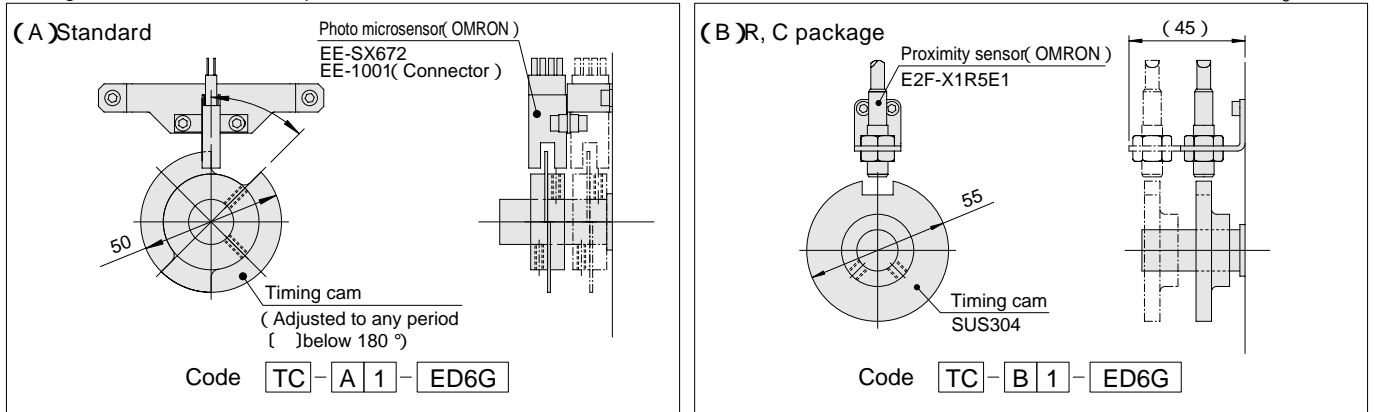 (A)Standard
Photo microsensor(OMRON)
EE-SX672
EE-1001(Connector)
50
Timing cam
(Adjusted to any period
〔 〕below 180 °)
Code TC - A 1 - ED6G
(B)R, C package
(45)
Proximity sensor(OMRON)
E2F-X1R5E1
55
Timing cam
SUS304
Code TC - B 1 - ED6G